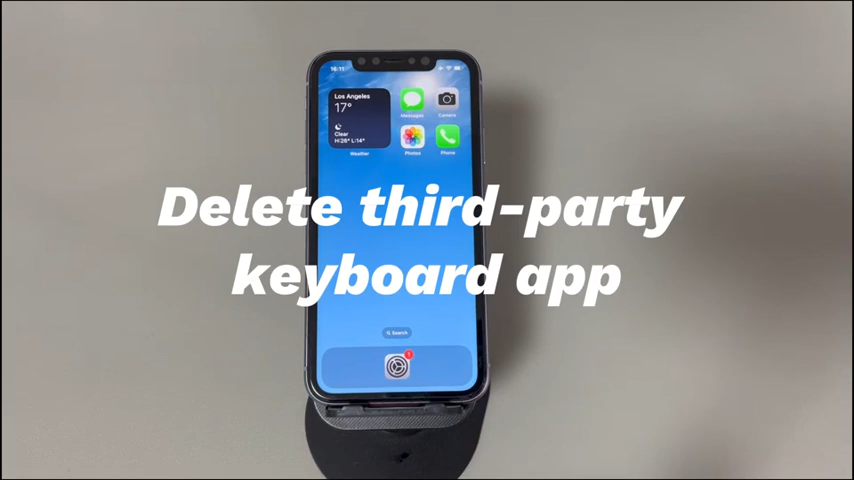 16:11
Los Angeles
17°
Clear
H:26° L:14°
Weather
Messages
Camera
Photos
Phone
Delete third-party
keyboard app
Search
1